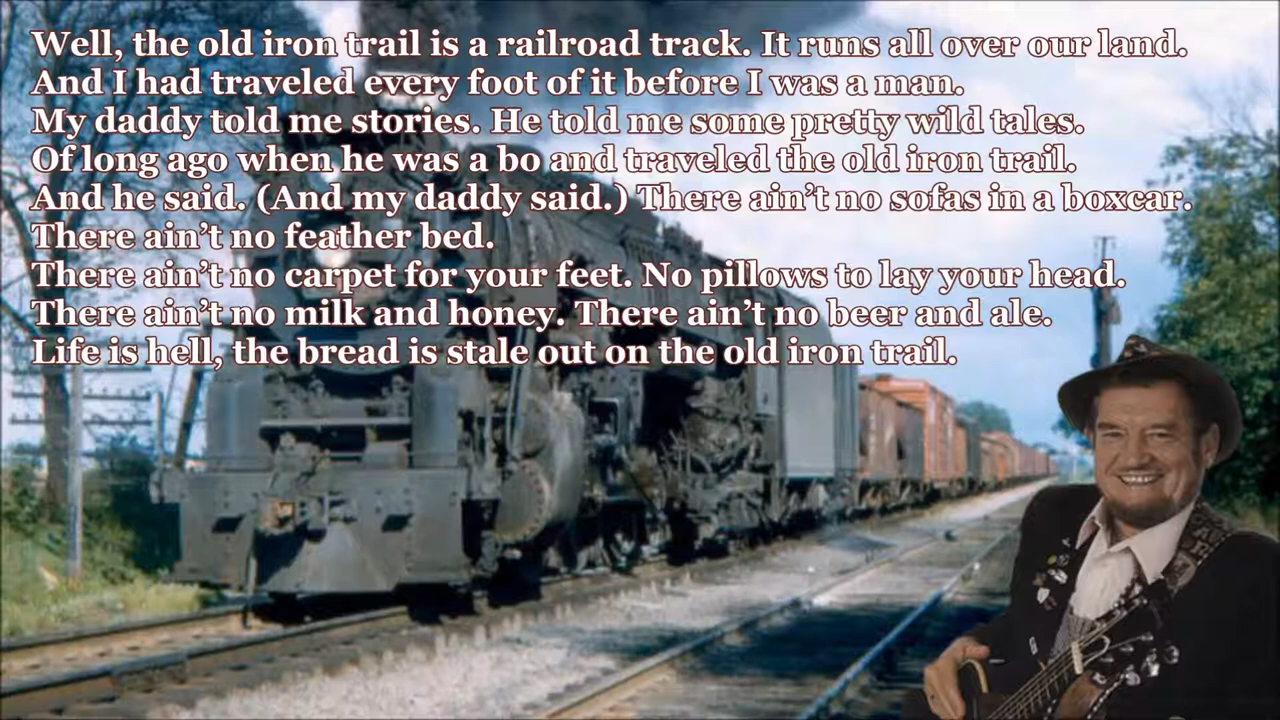 Well, the old iron trail is a railroad track. It runs all over our land.
And I had traveled every foot of it before I was a man.
My daddy told me stories. He told me some pretty wild tales.
Of long ago when he was a bo and traveled the old iron trail.
And he said. (And my daddy said.) There ain’t no sofas in a boxcar.
There ain’t no feather bed.
There ain’t no carpet for your feet. No pillows to lay your head.
There ain’t no milk and honey. There ain’t no beer and ale.
Life is hell, the bread is stale out on the old iron trail.